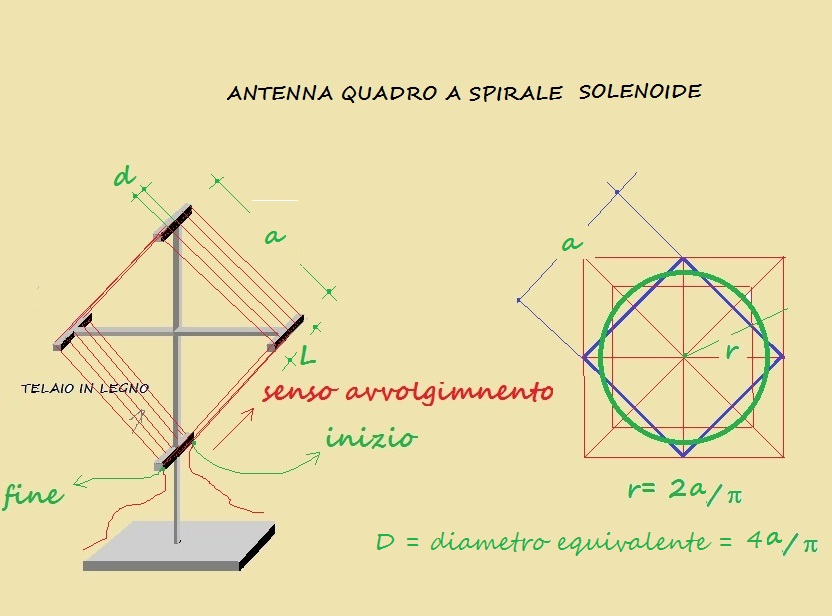 ANTENNA QUADRO A SPIRALE SOLENOIDE
d
a
a
L
r
TELAIO IN LEGNO
senso avvolgimnento
inizio
fine
r= 2a/π
D = diametro equivalente = 4a/π